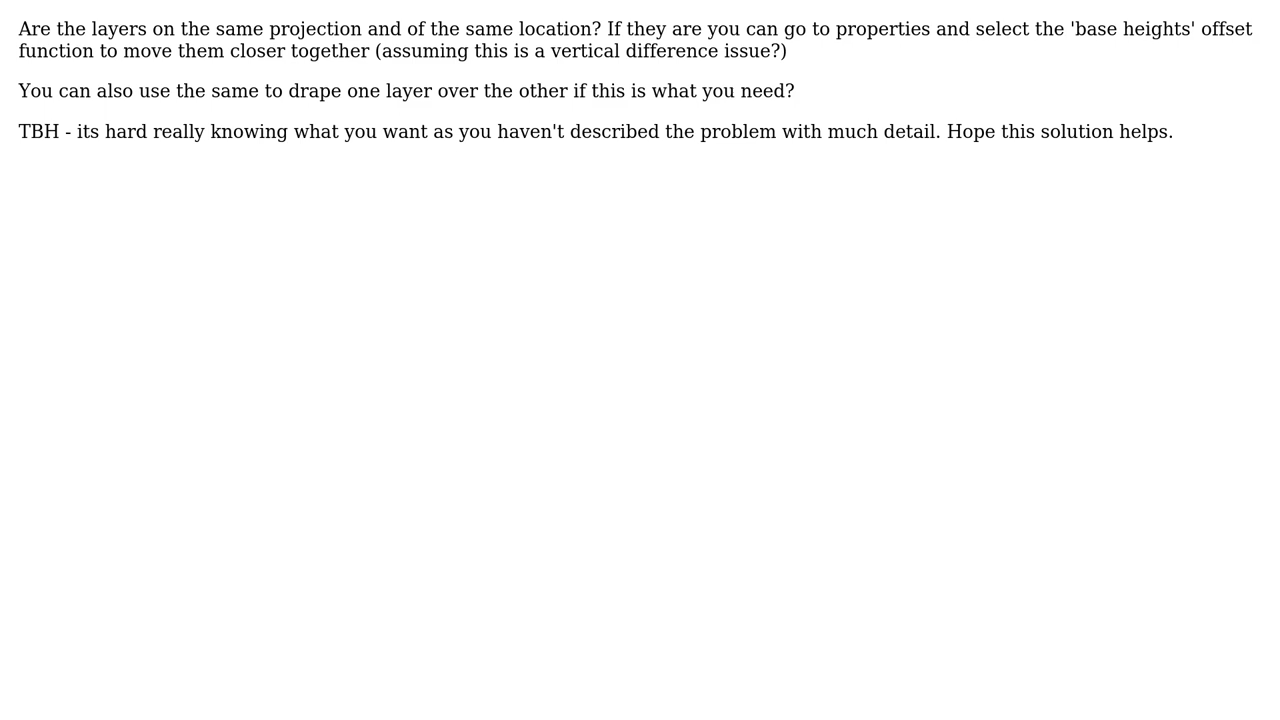 Are the layers on the same projection and of the same location? If they are you can go to properties and select the 'base heights' offset
function to move them closer together (assuming this is a vertical difference issue?)
You can also use the same to drape one layer over the other if this is what you need?
TBH - its hard really knowing what you want as you haven't described the problem with much detail. Hope this solution helps.